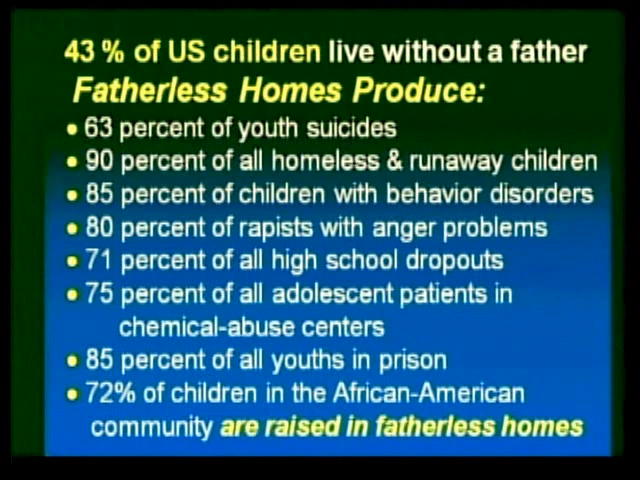 43 % of US children live without a father
Fatherless Homes Produce:
• 63 percent of youth suicides
• 90 percent of all homeless & runaway children
• 85 percent of children with behavior disorders
• 80 percent of rapists with anger problems
• 71 percent of all high school dropouts
• 75 percent of all adolescent patients in
chemical-abuse centers
• 85 percent of all youths in prison
• 72% of children in the African-American
community are raised in fatherless homes